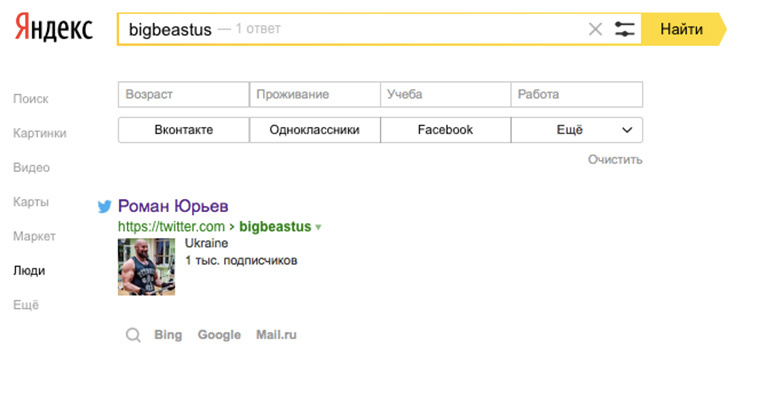 Яндекс
bigbeastus — 1 ответ
Найти
Поиск
Картинки
Видео
Карты
Маркет
Люди
Ещё
Возраст Проживание Учеба Работа
Вконтакте Одноклассники Facebook Ещё
Очистить
Роман Юрьев
https://twitter.com › bigbeastus
Ukraine
1 тыс. подписчиков
Bing Google Mail.ru